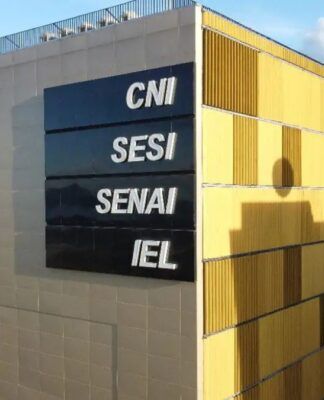 CNI
SESI
SENAI
IEL